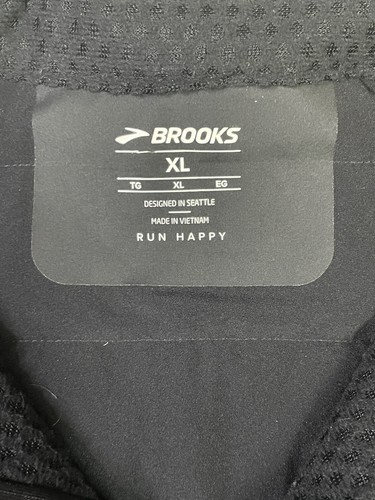 BROOKS
XL
TG XL EG
DESIGNED IN SEATTLE
MADE IN VIETNAM
RUN HAPPY